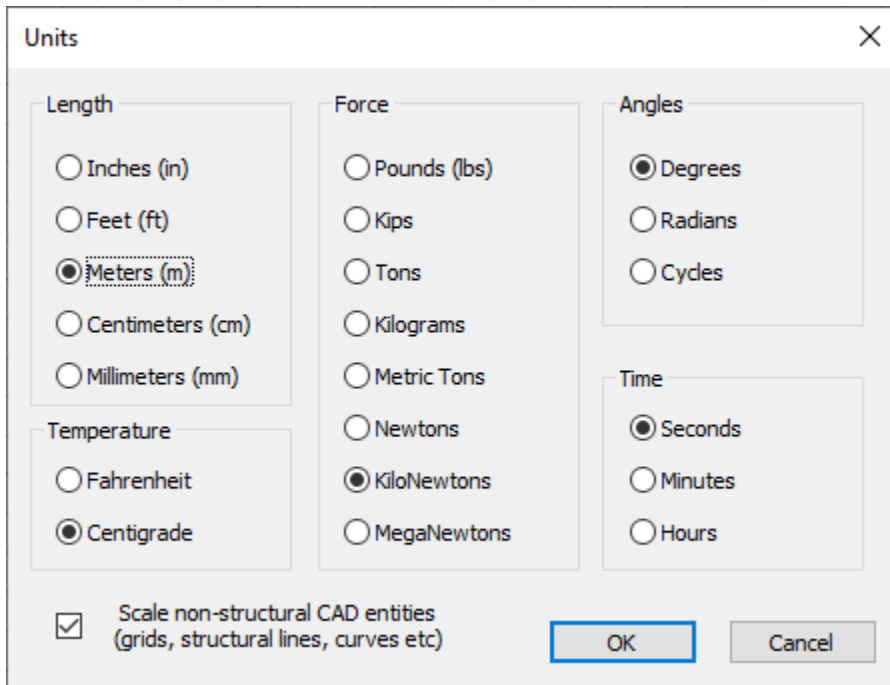 Units
Length
Inches (in)
Feet (ft)
Meters (m)
Centimeters (cm)
Millimeters (mm)
Temperature
Fahrenheit
Centigrade
Force
Pounds (lbs)
Kips
Tons
Kilograms
Metric Tons
Newtons
KiloNewtons
MegaNewtons
Angles
Degrees
Radians
Cycles
Time
Seconds
Minutes
Hours
Scale non-structural CAD entities
(grids, structural lines, curves etc)
OK
Cancel